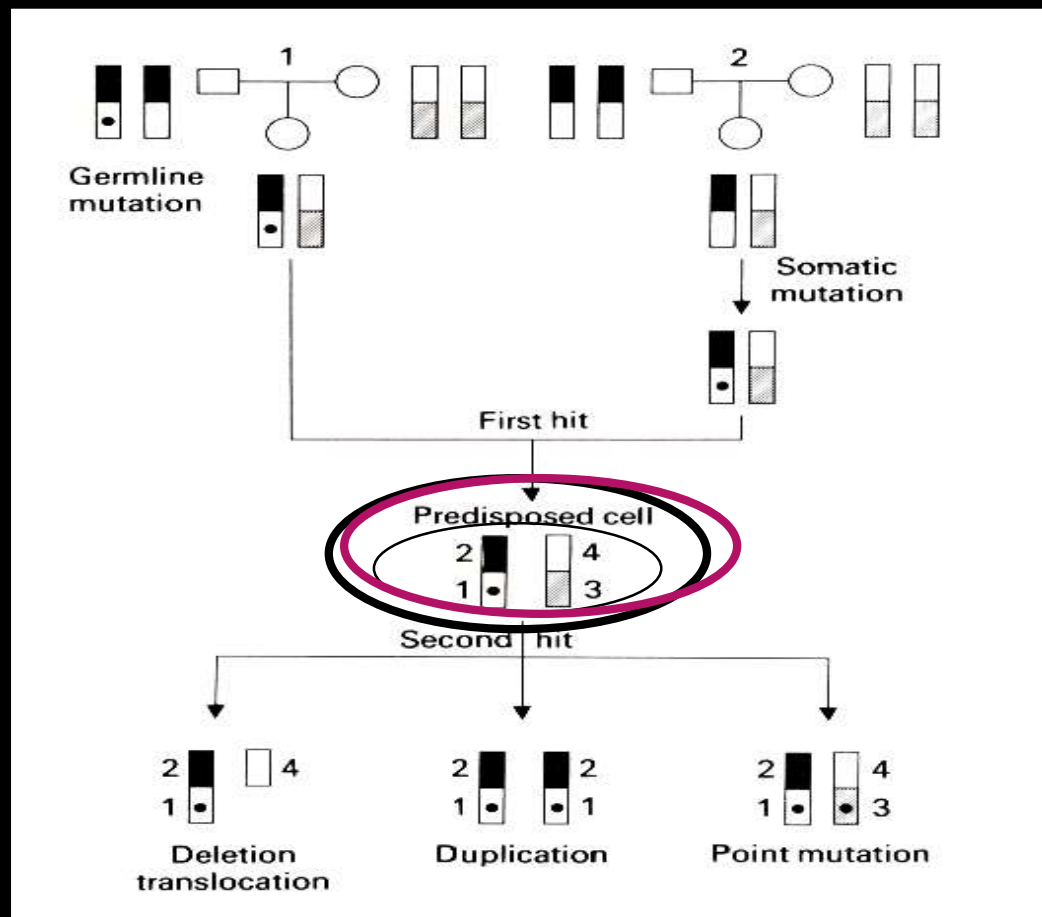 1
2
Germline
mutation
Somatic
mutation
First hit
Predisposed cell
2 4
1 3
Second hit
2 4
1
2 2
1 1
2 4
1 3
Deletion
translocation
Duplication
Point mutation